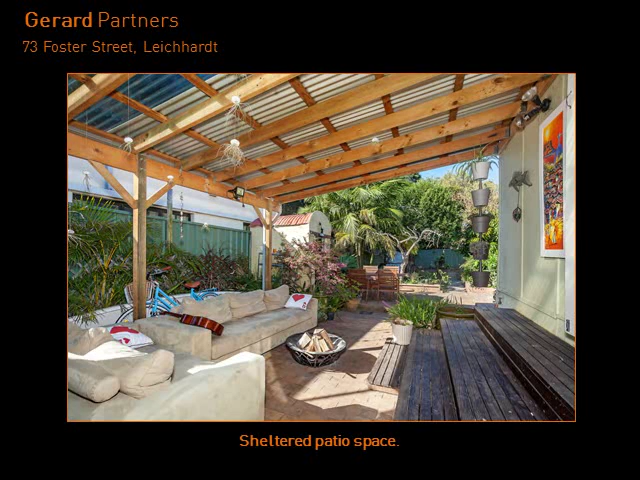 Gerard Partners
73 Foster Street, Leichhardt
Sheltered patio space.